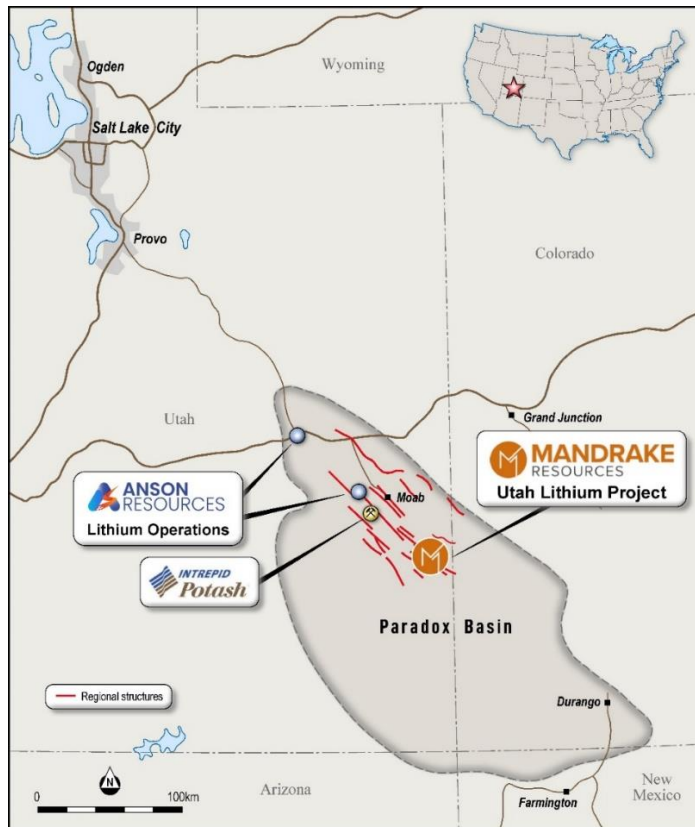 Ogden
Wyoming
Salt Lake City
Provo
Colorado
Utah
Grand Junction
M MANDRAKE
RESOURCES
Utah Lithium Project
ANSON
RESOURCES
Lithium Operations
Moab
INTREPID
Potash
M
Paradox Basin
Regional structures
Durango
N
0 100km
Arizona
New
Mexico
Farmington